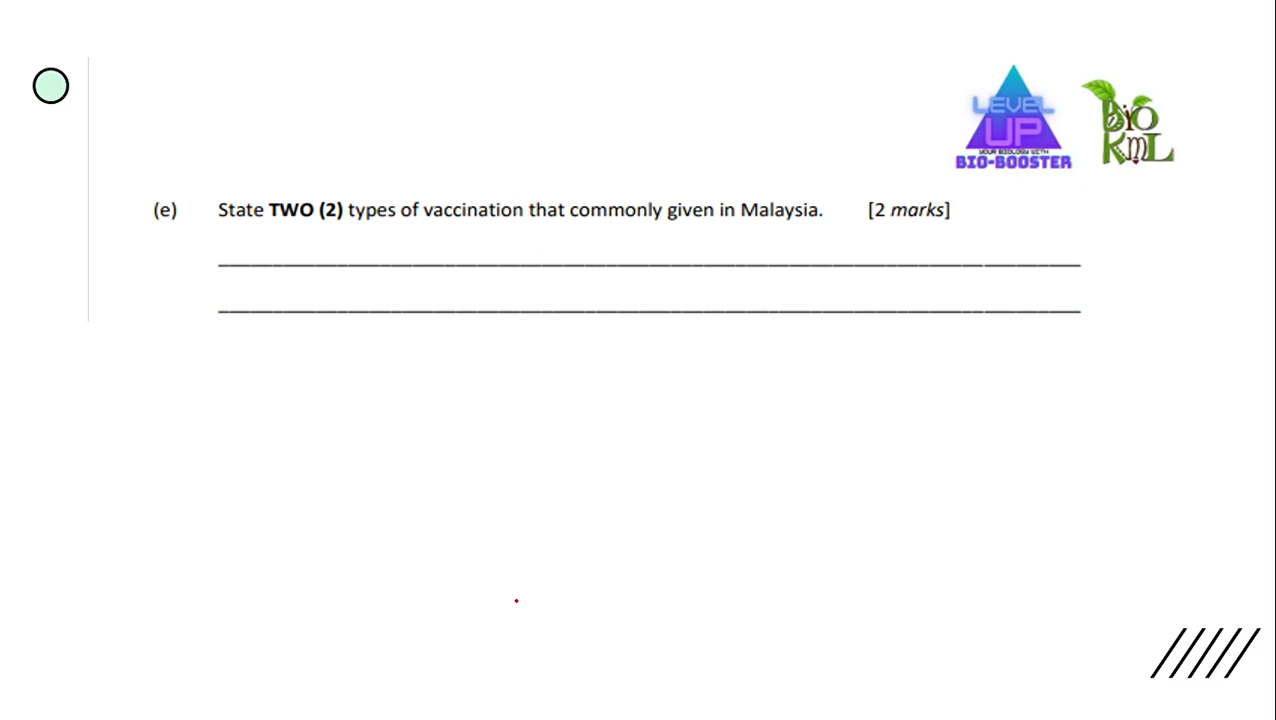 LEVEL
UP
YOUR BIOLOGY WITH
BIO-BOOSTER
BiO
KmL
(e) State TWO (2) types of vaccination that commonly given in Malaysia. [2 marks]